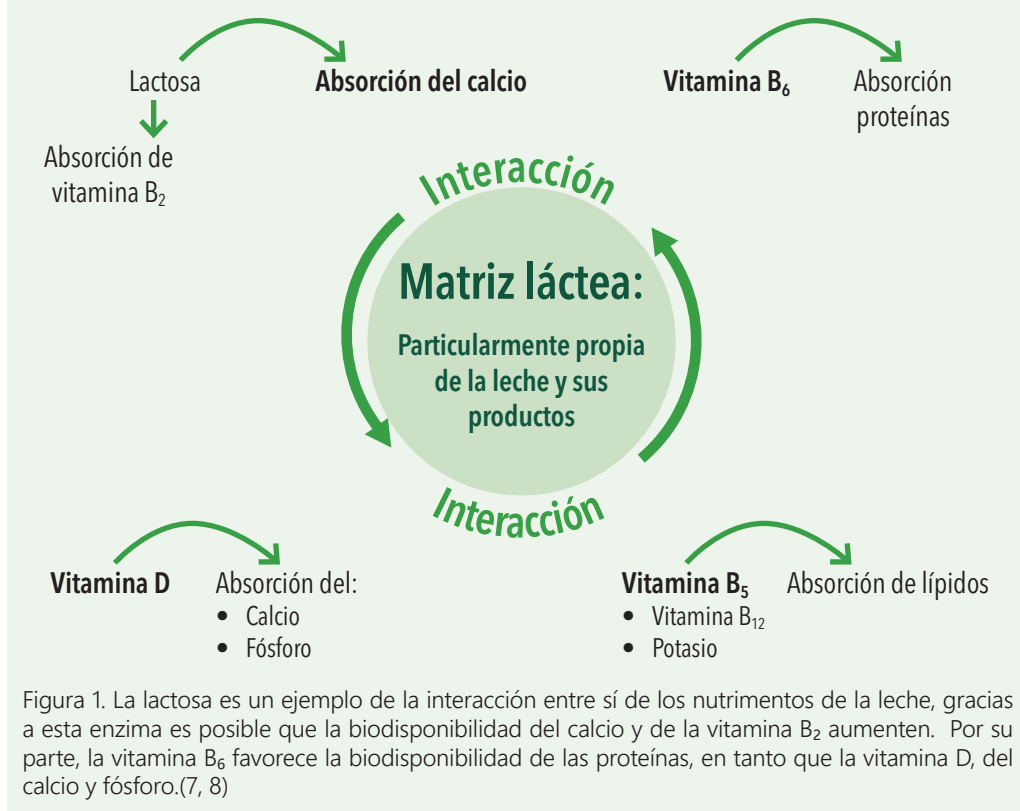 Lactosa
Absorción del calcio
Vitamina B₆
Absorción
proteínas
Absorción de
vitamina B₂
Interacción
Matriz láctea:
Particularmente propia
de la leche y sus
productos
Interacción
Vitamina D
Absorción del:
• Calcio
• Fósforo
Vitamina B₅
• Vitamina B₁₂
• Potasio
Absorción de lípidos
Figura 1. La lactosa es un ejemplo de la interacción entre sí de los nutrimentos de la leche, gracias
a esta enzima es posible que la biodisponibilidad del calcio y de la vitamina B₂ aumenten. Por su
parte, la vitamina B₆ favorece la biodisponibilidad de las proteínas, en tanto que la vitamina D, del
calcio y fósforo.(7, 8)